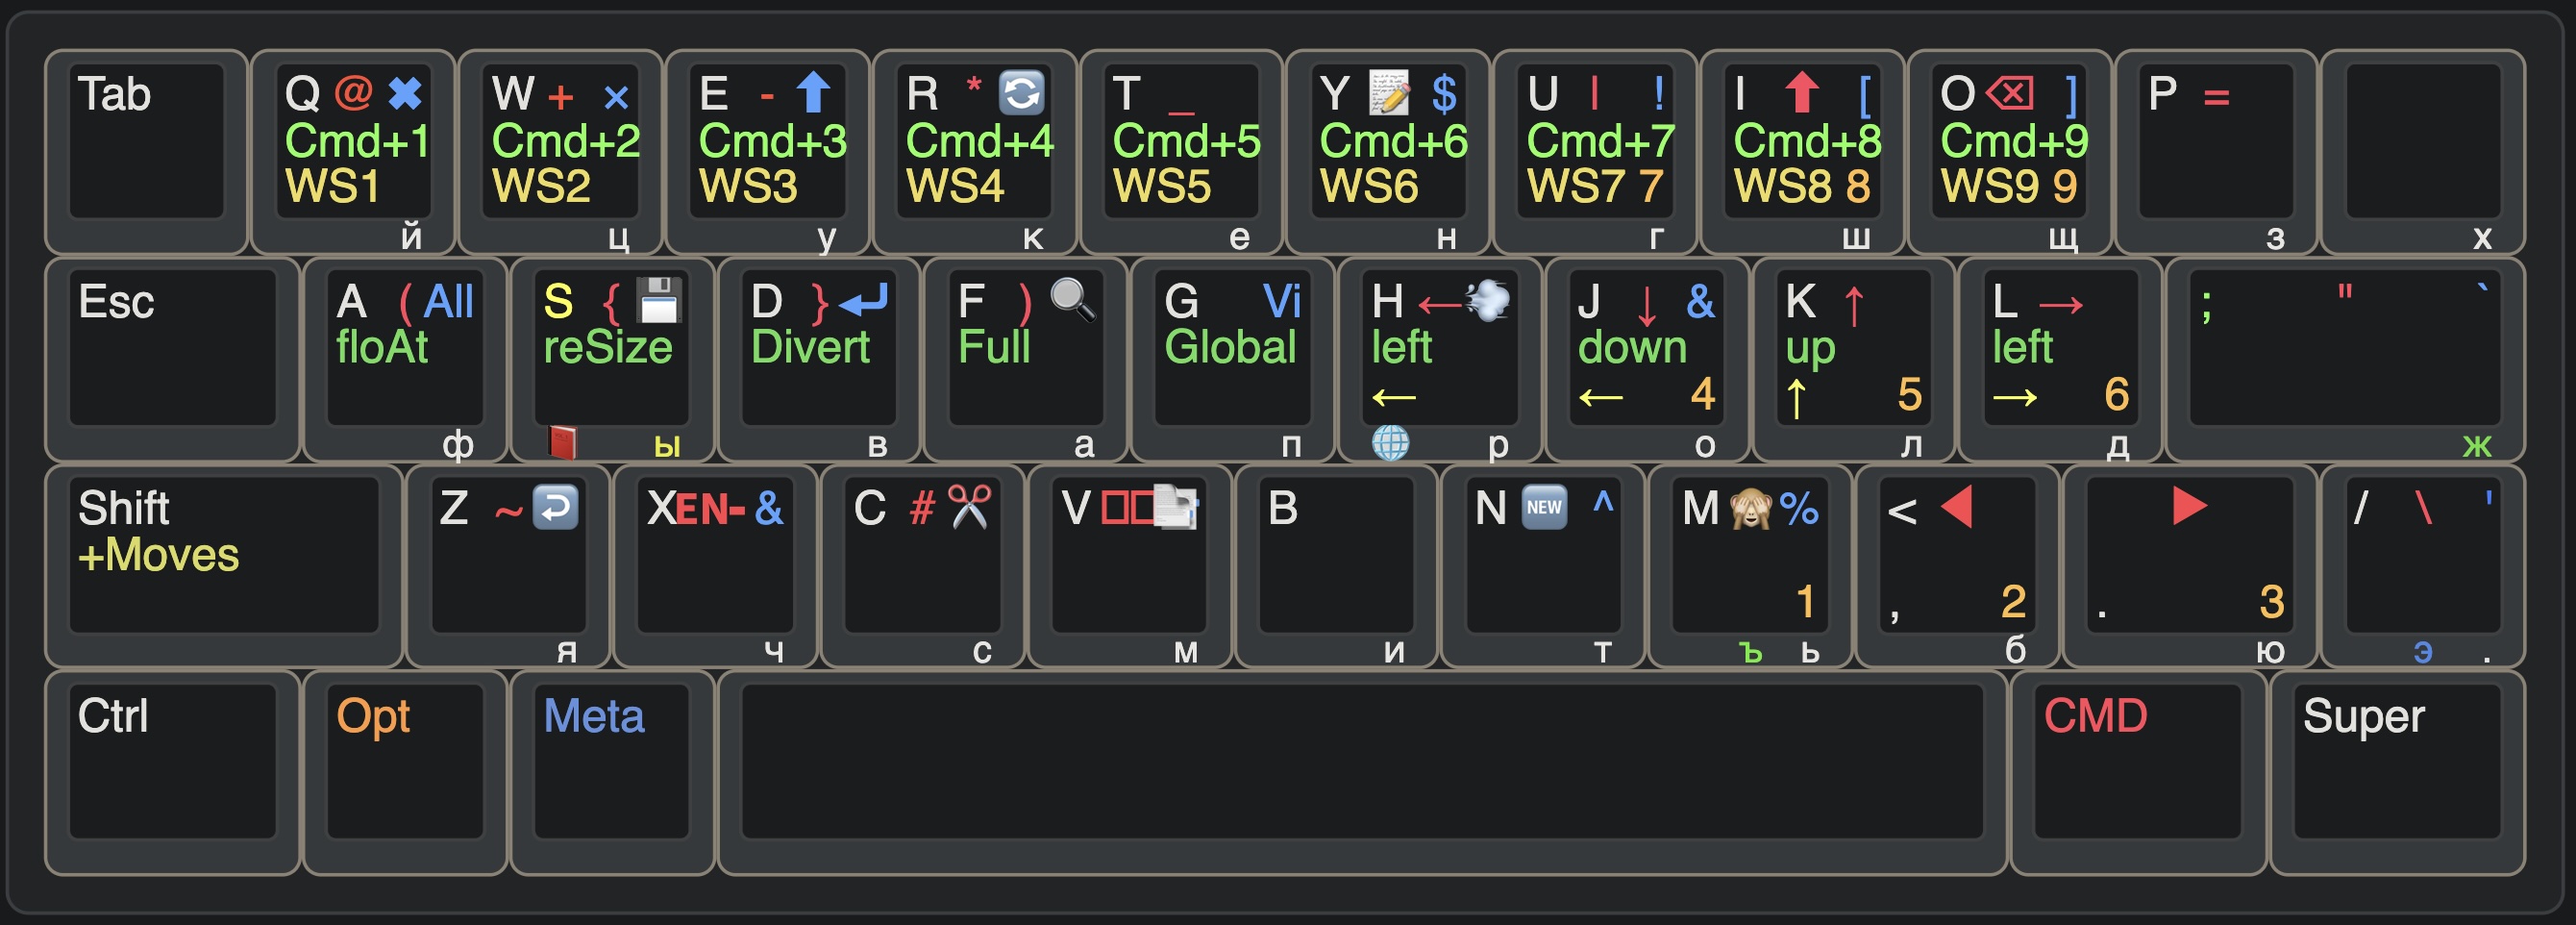 Tab
Q @ ✖
Cmd+1
WS1
й
W + ×
Cmd+2
WS2
ц
E - ⬆
Cmd+3
WS3
у
R * 🔄
Cmd+4
WS4
к
T _
Cmd+5
WS5
е
Y 📝 $
Cmd+6
WS6
н
U | !
Cmd+7
WS7 7
г
I ⬆ [
Cmd+8
WS8 8
ш
O ⌫ ]
Cmd+9
WS9 9
щ
P =
з
х
Esc
A ( All
floAt
ф
S { 💾
reSize
📕 ы
D } ↵
Divert
в
F ) 🔍
Full
а
G Vi
Global
п
H ← 💨
left
←
🌐 р
J ↓ &
down
← 4
о
K ↑
up
↑ 5
л
L →
left
→ 6
д
; " `
ж
Shift
+Moves
Z ~ ↩
я
X EN- &
ч
C # ✂
с
V
м
B
и
N NEW ^
т
M 🙈 %
1
ъ ь
< ◀
, 2
б
▶
. 3
ю
/ \ '
э .
Ctrl
Opt
Meta
CMD
Super